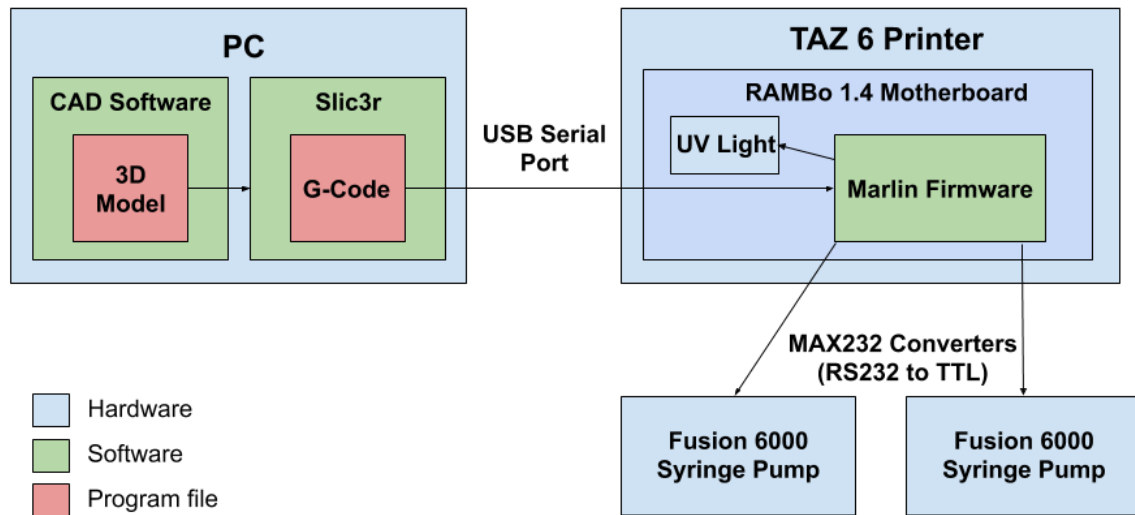 PC
CAD Software
3D
Model
Slic3r
G-Code
USB Serial
Port
TAZ 6 Printer
RAMBo 1.4 Motherboard
UV Light
Marlin Firmware
MAX232 Converters
(RS232 to TTL)
Fusion 6000
Syringe Pump
Fusion 6000
Syringe Pump
Hardware
Software
Program file